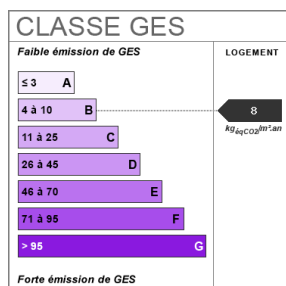 CLASSE GES
Faible émission de GES
LOGEMENT
≤ 3 A
4 à 10 B
8
kgéqCO2/m².an
11 à 25 C
26 à 45 D
46 à 70 E
71 à 95 F
> 95 G
Forte émission de GES